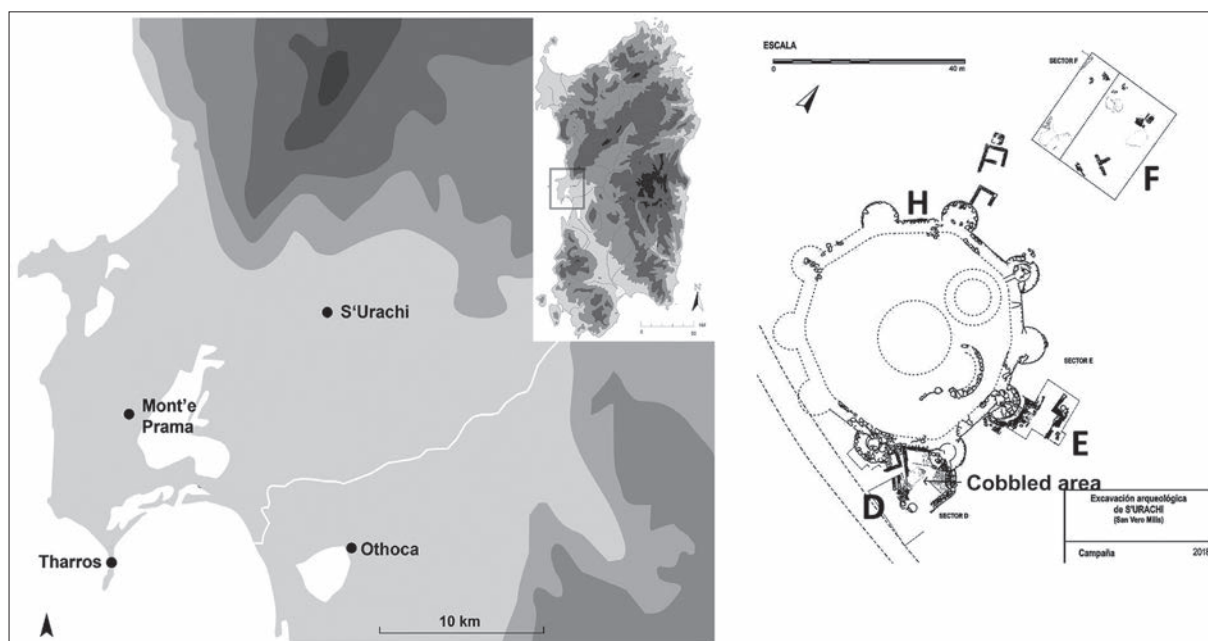 S‘Urachi
Mont’e
Prama
Tharros
Othoca
10 km
N
0
ESCALA
0
40 m
SECTOR F
F
H
SECTOR E
E
Cobbled area
D
SECTOR D
Excavación arqueológica
de S'URACHI
(San Vero Milis)
Campaña
2018